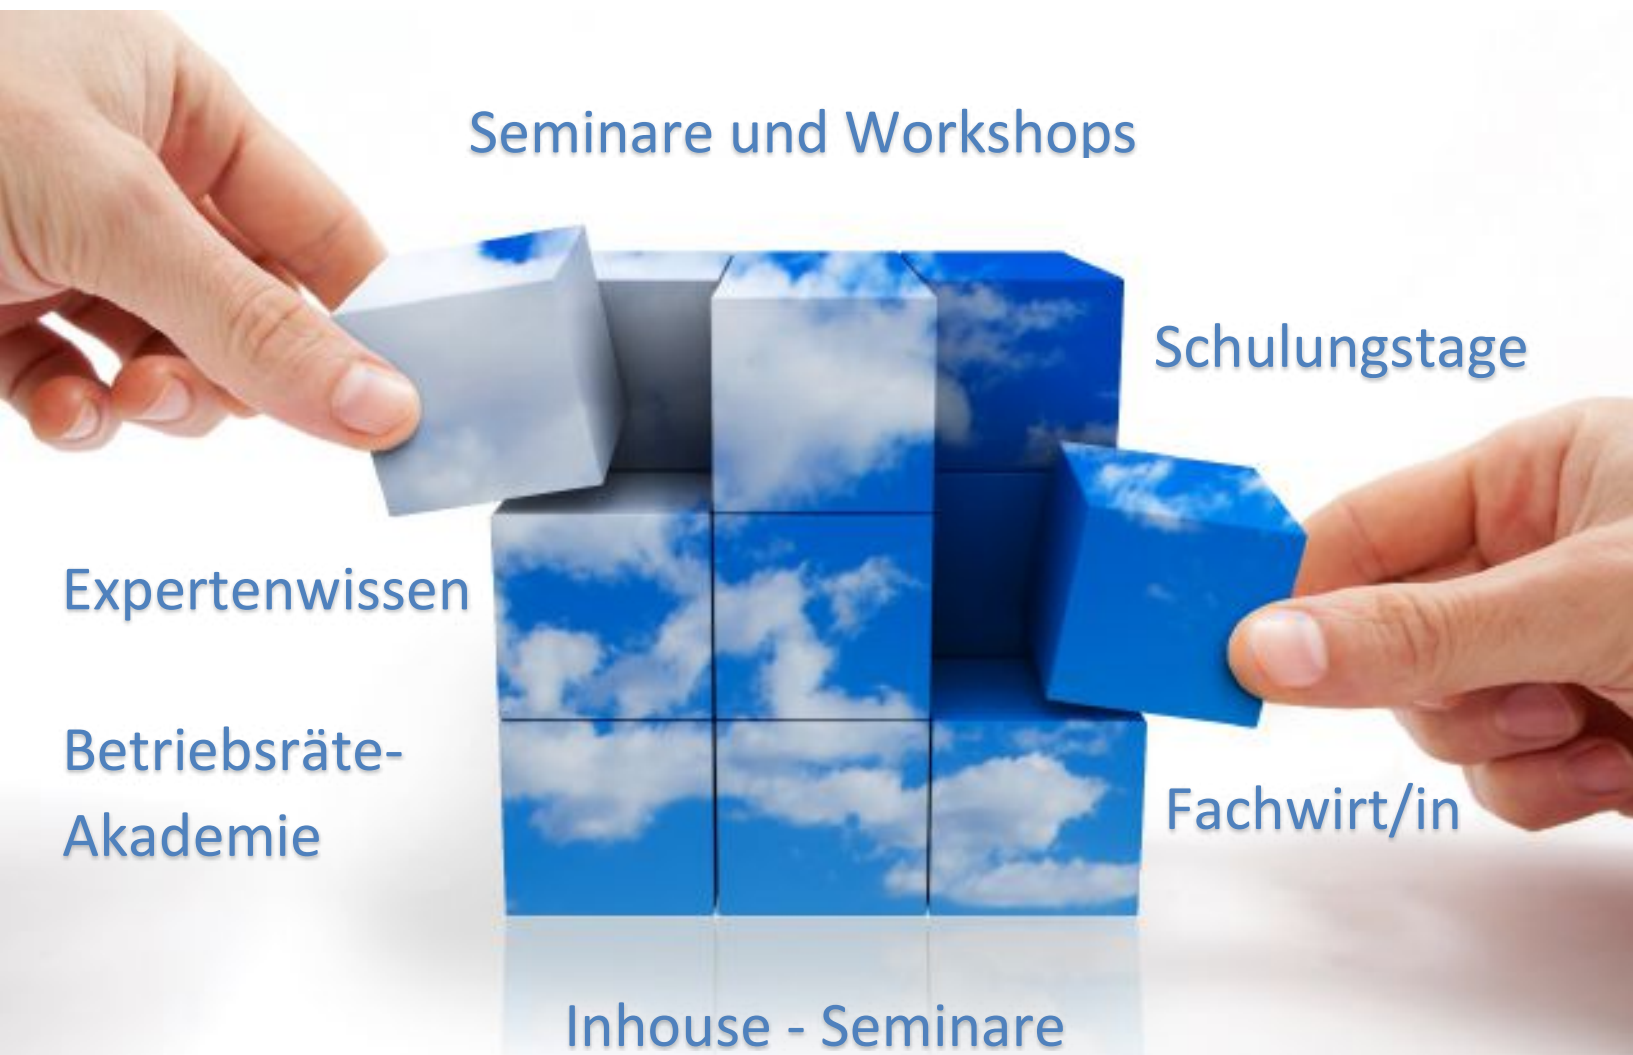 Seminare und Workshops
Schulungstage
Expertenwissen
Betriebsräte-
Akademie
Fachwirt/in
Inhouse - Seminare